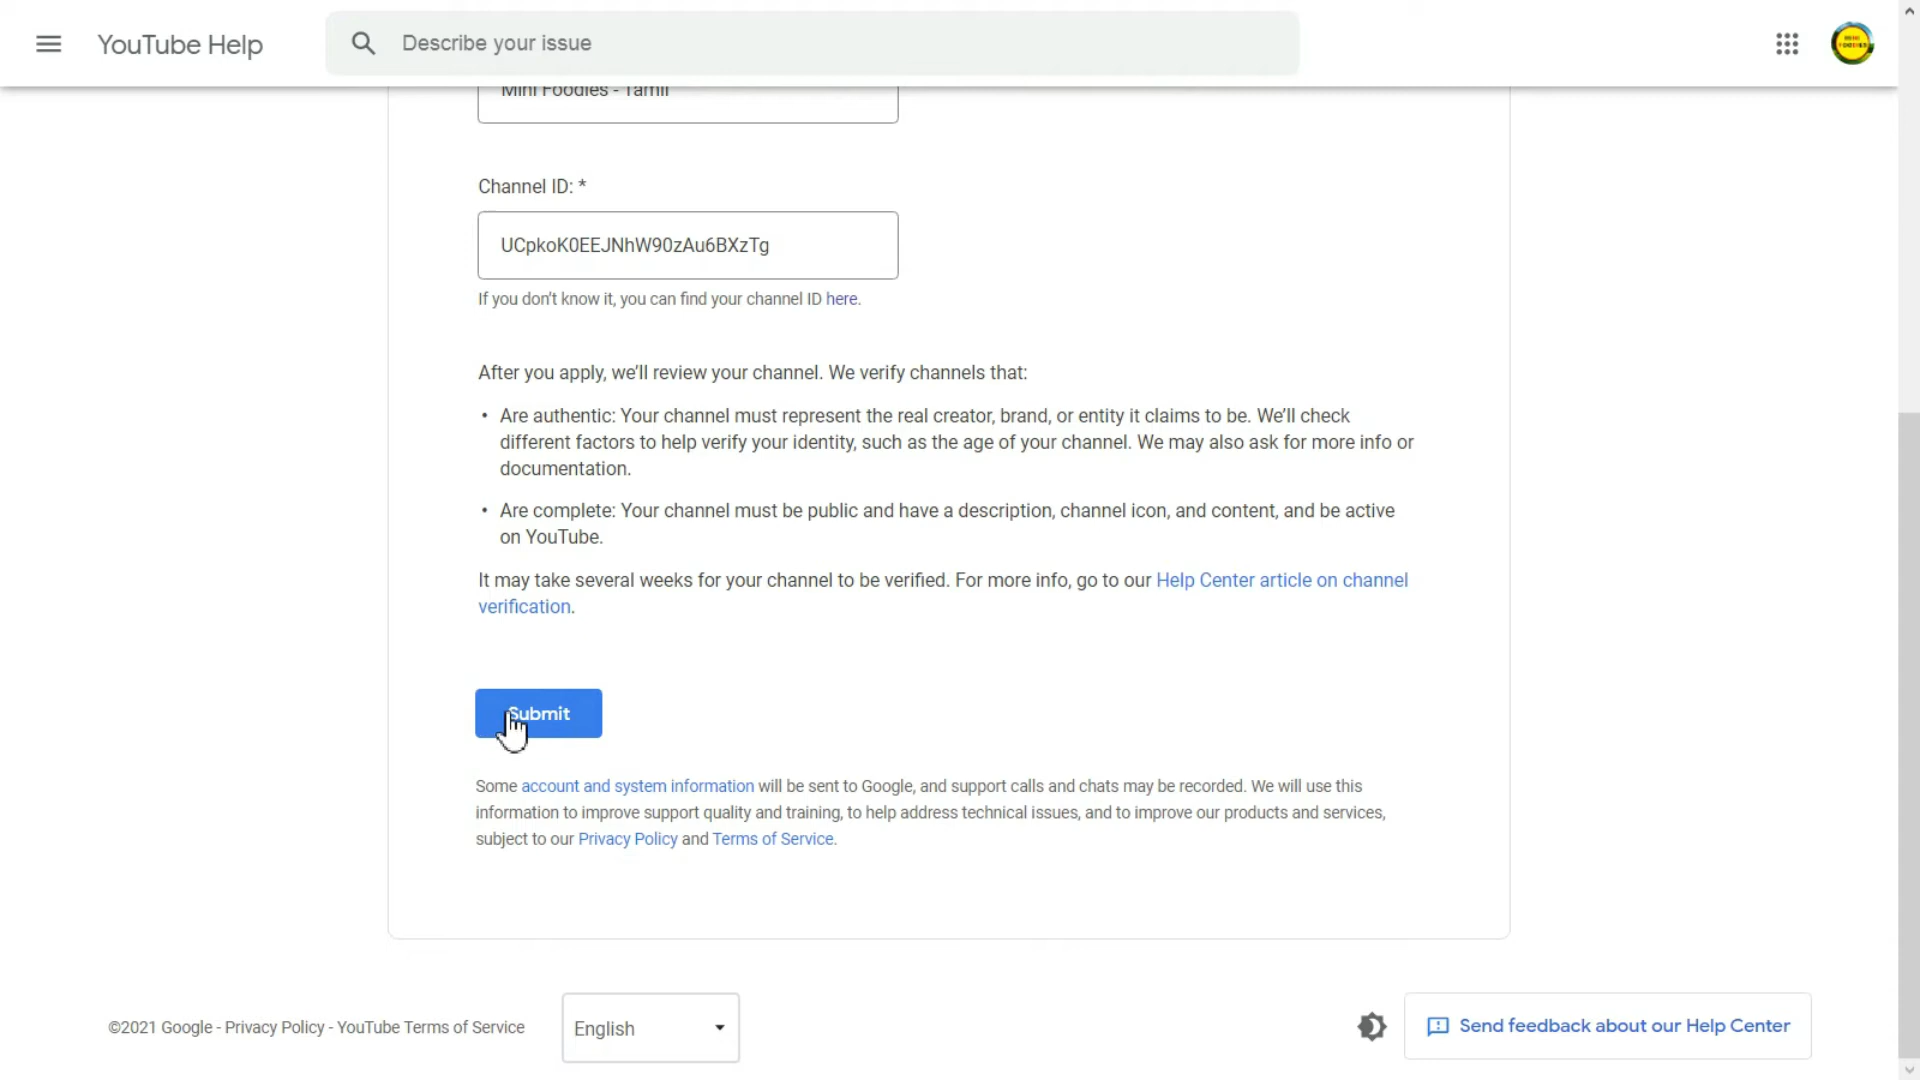 YouTube Help
Describe your issue
Mini Foodies - Tamil
Channel ID: *
UCpkoK0EEJNhW90zAu6BXzTg
If you don't know it, you can find your channel ID here.
After you apply, we'll review your channel. We verify channels that:
• Are authentic: Your channel must represent the real creator, brand, or entity it claims to be. We'll check
different factors to help verify your identity, such as the age of your channel. We may also ask for more info or
documentation.
• Are complete: Your channel must be public and have a description, channel icon, and content, and be active
on YouTube.
It may take several weeks for your channel to be verified. For more info, go to our Help Center article on channel
verification.
Submit
Some account and system information will be sent to Google, and support calls and chats may be recorded. We will use this
information to improve support quality and training, to help address technical issues, and to improve our products and services,
subject to our Privacy Policy and Terms of Service.
©2021 Google - Privacy Policy - YouTube Terms of Service
English
Send feedback about our Help Center